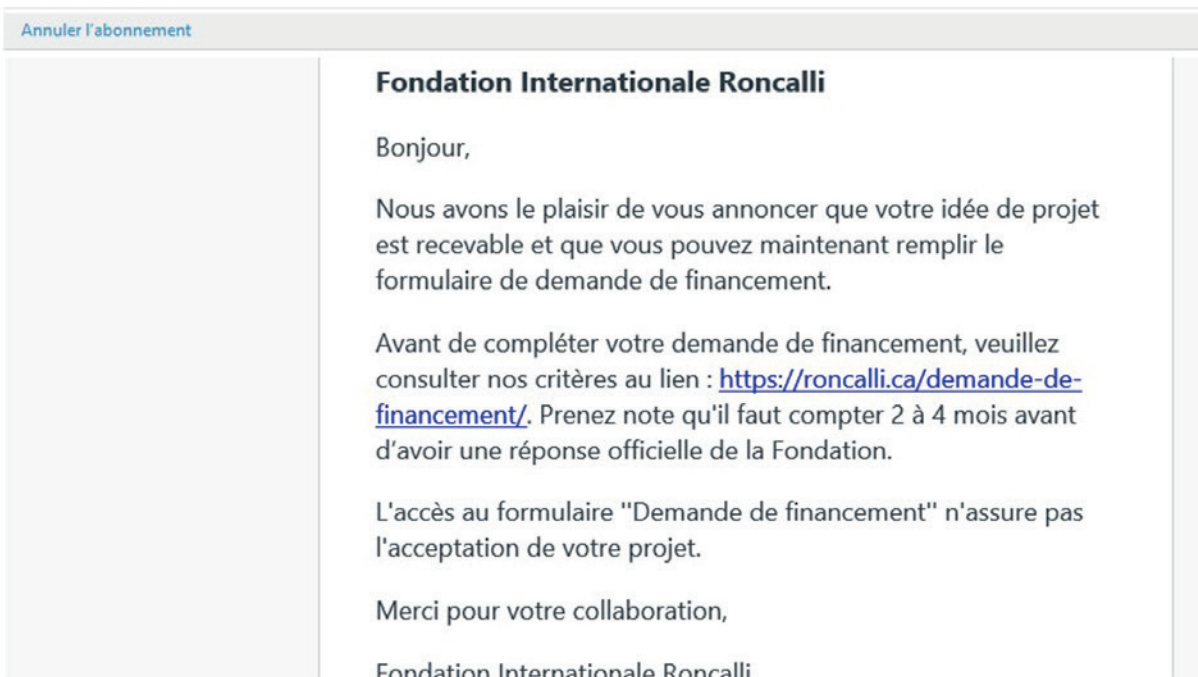 Annuler l'abonnement
Fondation Internationale Roncalli
Bonjour,
Nous avons le plaisir de vous annoncer que votre idée de projet
est recevable et que vous pouvez maintenant remplir le
formulaire de demande de financement.
Avant de compléter votre demande de financement, veuillez
consulter nos critères au lien : https://roncalli.ca/demande-de-
financement/. Prenez note qu'il faut compter 2 à 4 mois avant
d’avoir une réponse officielle de la Fondation.
L'accès au formulaire ''Demande de financement'' n'assure pas
l'acceptation de votre projet.
Merci pour votre collaboration,
Fondation Internationale Roncalli